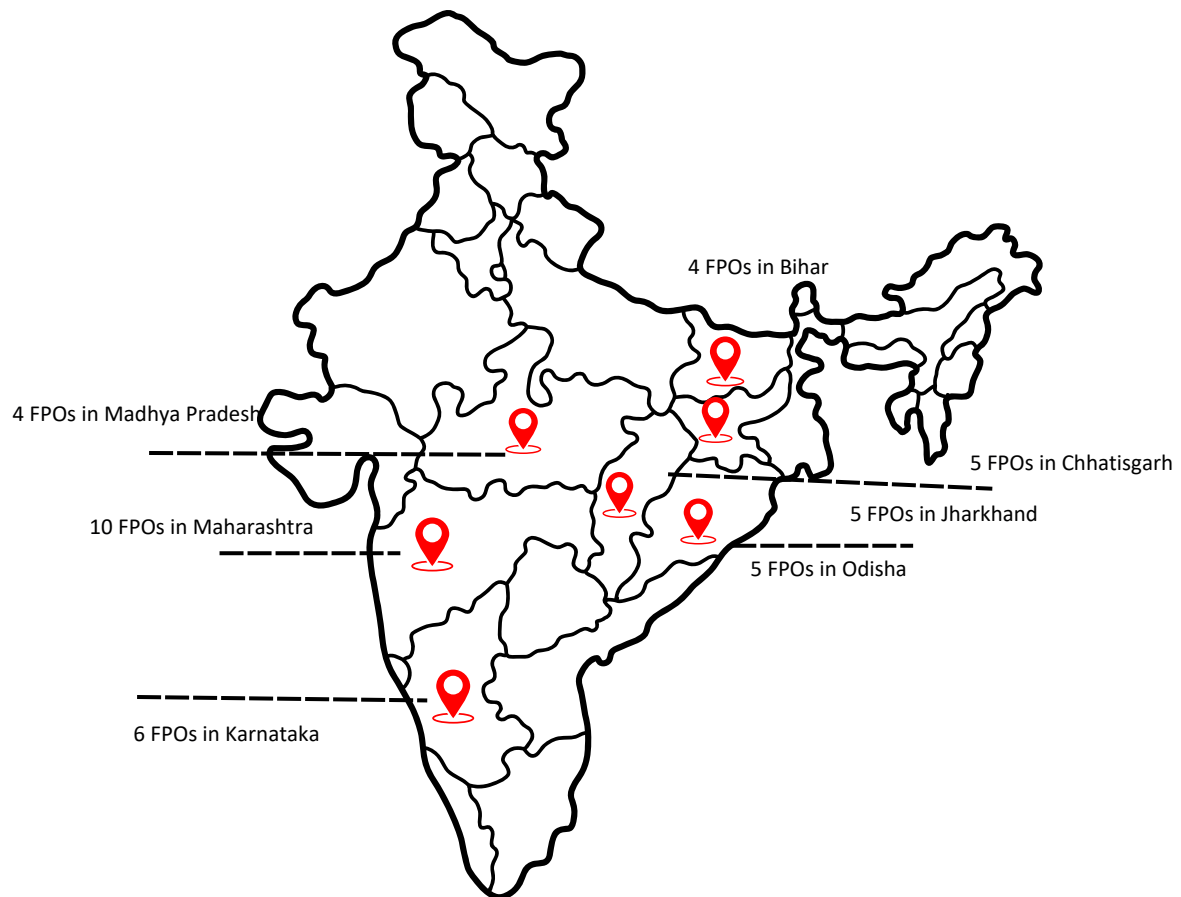 4 FPOs in Bihar
4 FPOs in Madhya Pradesh
5 FPOs in Chhatisgarh
10 FPOs in Maharashtra
5 FPOs in Jharkhand
5 FPOs in Odisha
6 FPOs in Karnataka